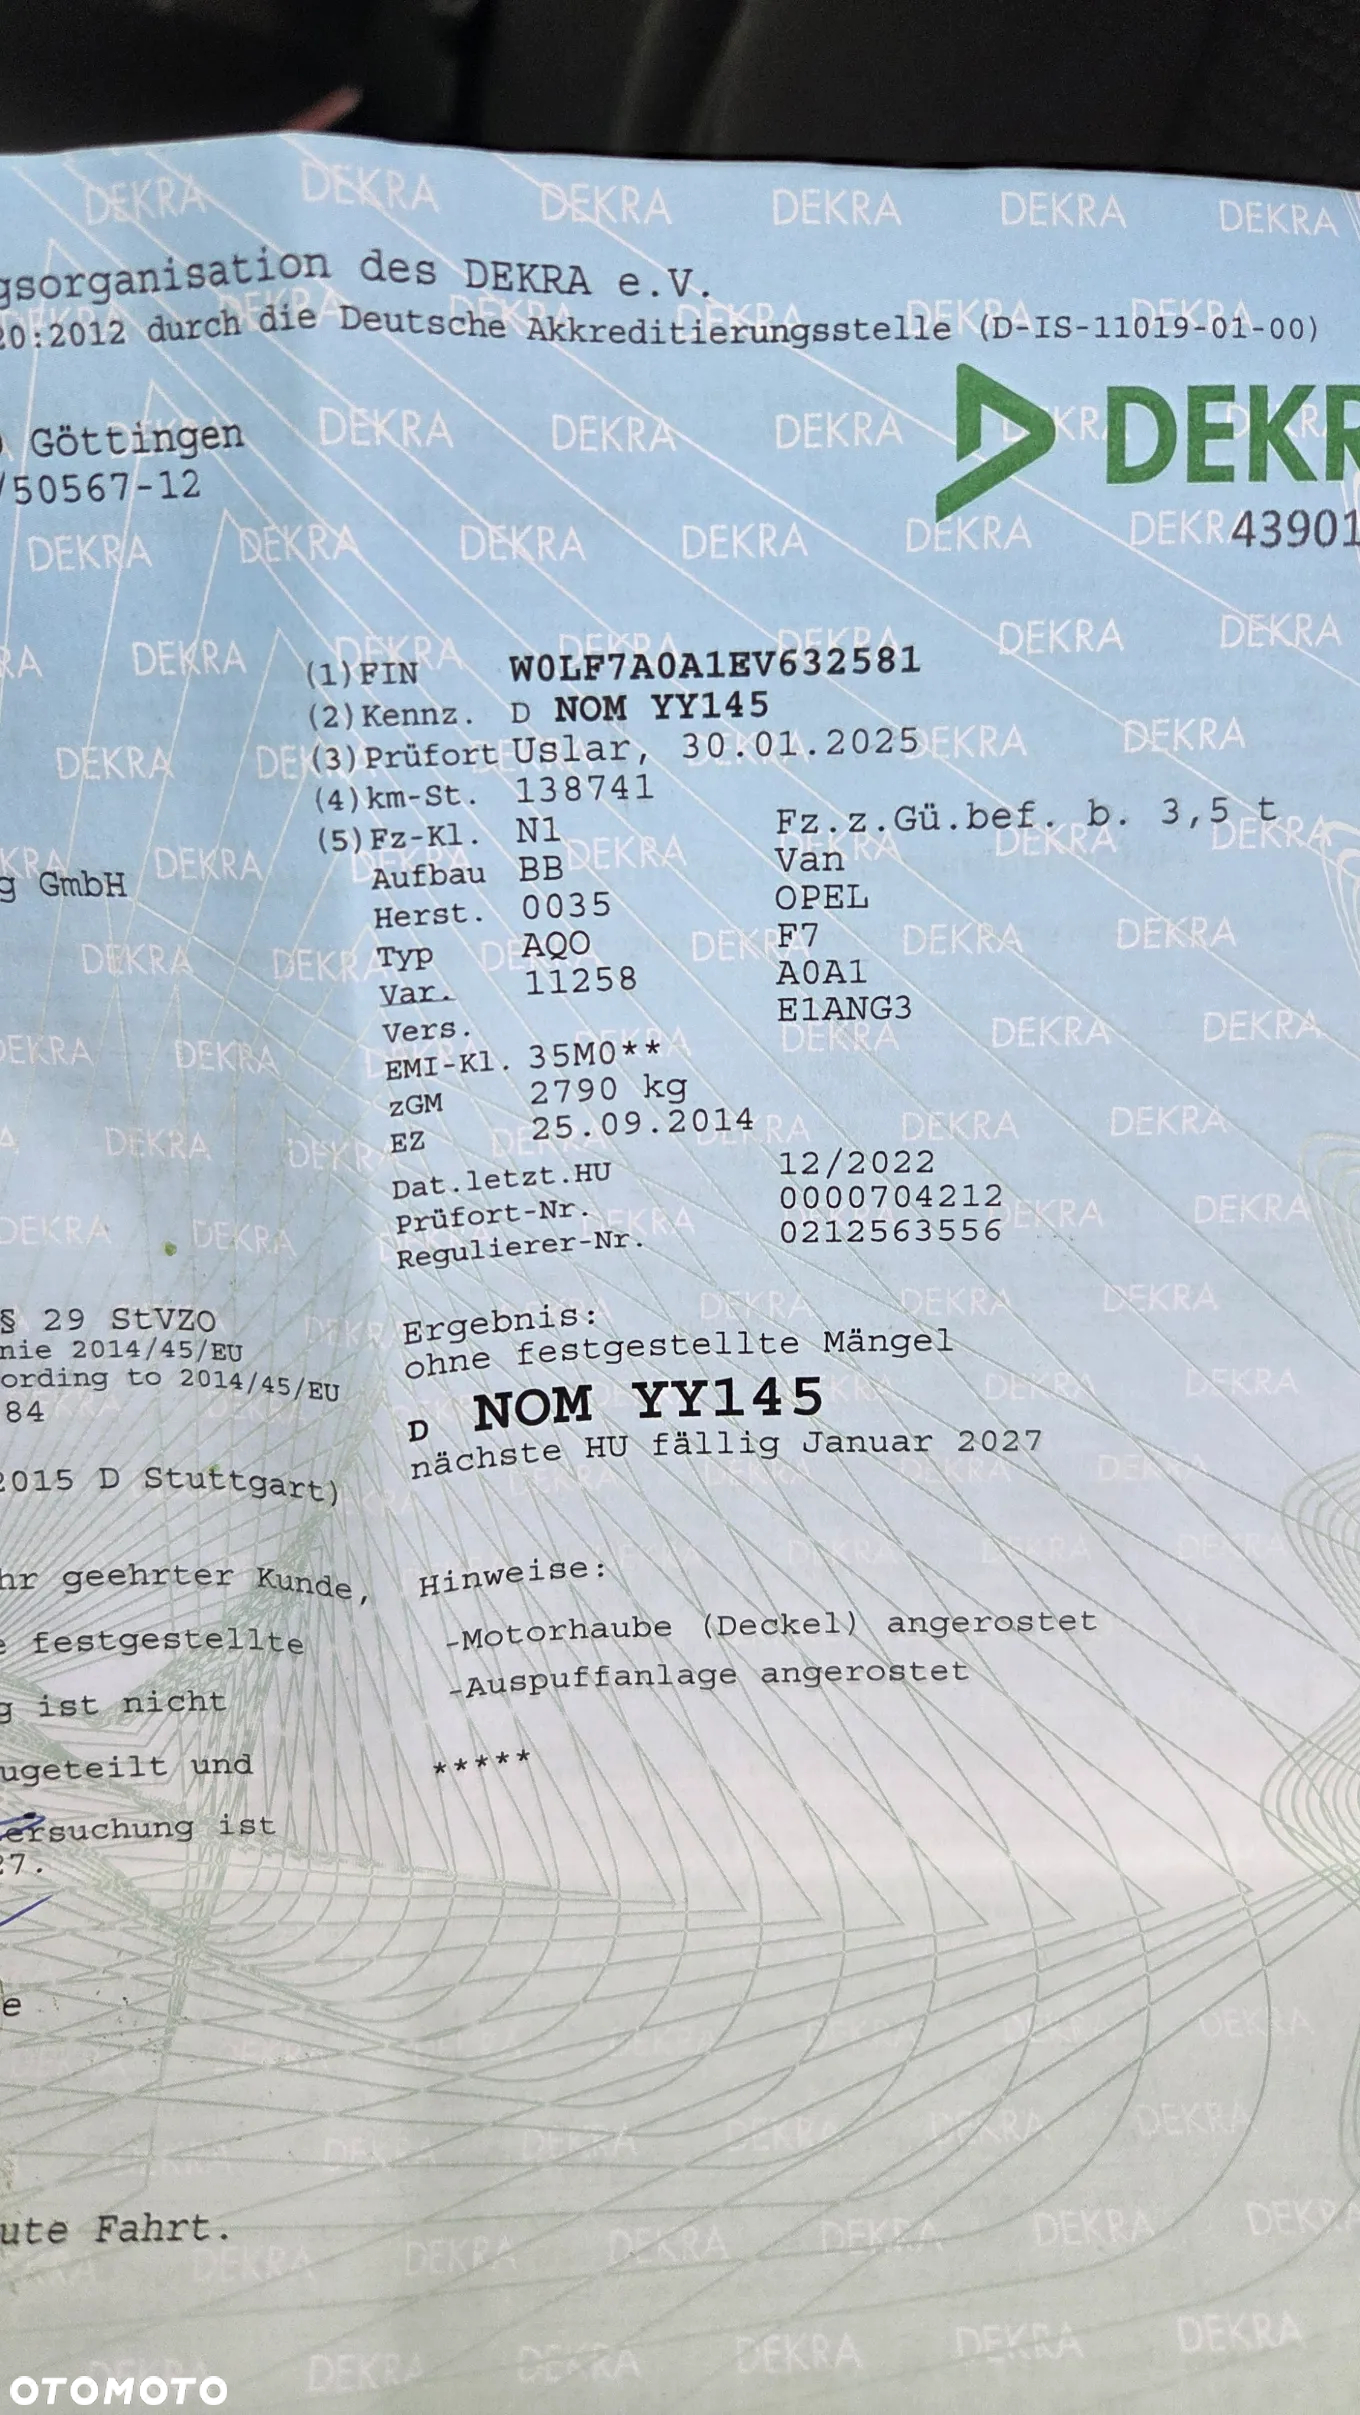 gsorganisation des DEKRA e.V.
20:2012 durch die Deutsche Akkreditierungsstelle (D-IS-11019-01-00)
DEKR
Göttingen
/50567-12
43901
(1)FIN W0LF7A0A1EV632581
(2)Kennz. D NOM YY145
(3)Prüfort Uslar, 30.01.2025
(4)km-St. 138741
(5)Fz-Kl. N1 Fz.z.Gü.bef. b. 3,5 t
Aufbau BB Van
g GmbH
Herst. 0035 OPEL
Typ AQO F7
Var. 11258 A0A1
Vers. E1ANG3
EMI-Kl. 35M0**
zGM 2790 kg
EZ 25.09.2014
Dat.letzt.HU 12/2022
Prüfort-Nr. 0000704212
Regulierer-Nr. 0212563556
§ 29 StVZO
nie 2014/45/EU
ording to 2014/45/EU
84
2015 D Stuttgart)
Ergebnis:
ohne festgestellte Mängel
D NOM YY145
nächste HU fällig Januar 2027
hr geehrter Kunde,
e festgestellte
g ist nicht
ugeteilt und
ersuchung ist
27.
e
ute Fahrt.
Hinweise:
-Motorhaube (Deckel) angerostet
-Auspuffanlage angerostet
*****
OTOMOTO